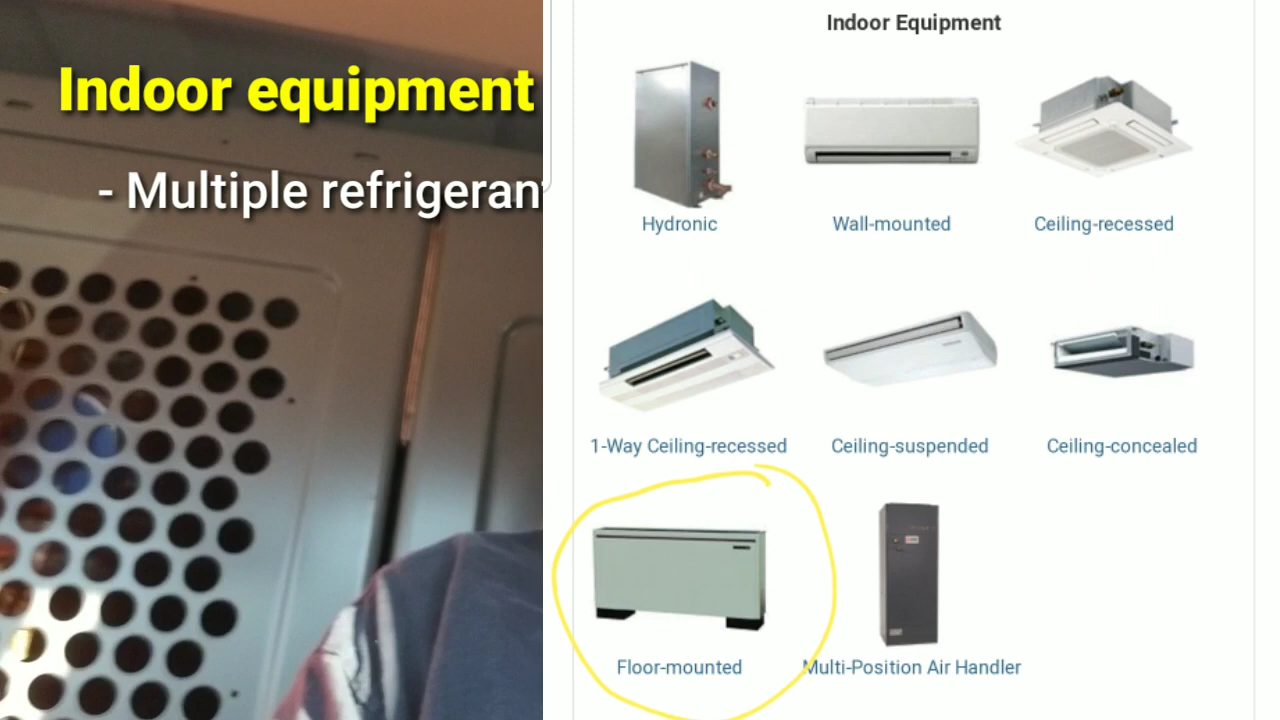 Indoor equipment
- Multiple refrigeran
Indoor Equipment
Hydronic
Wall-mounted
Ceiling-recessed
1-Way Ceiling-recessed
Ceiling-suspended
Ceiling-concealed
Floor-mounted
Multi-Position Air Handler